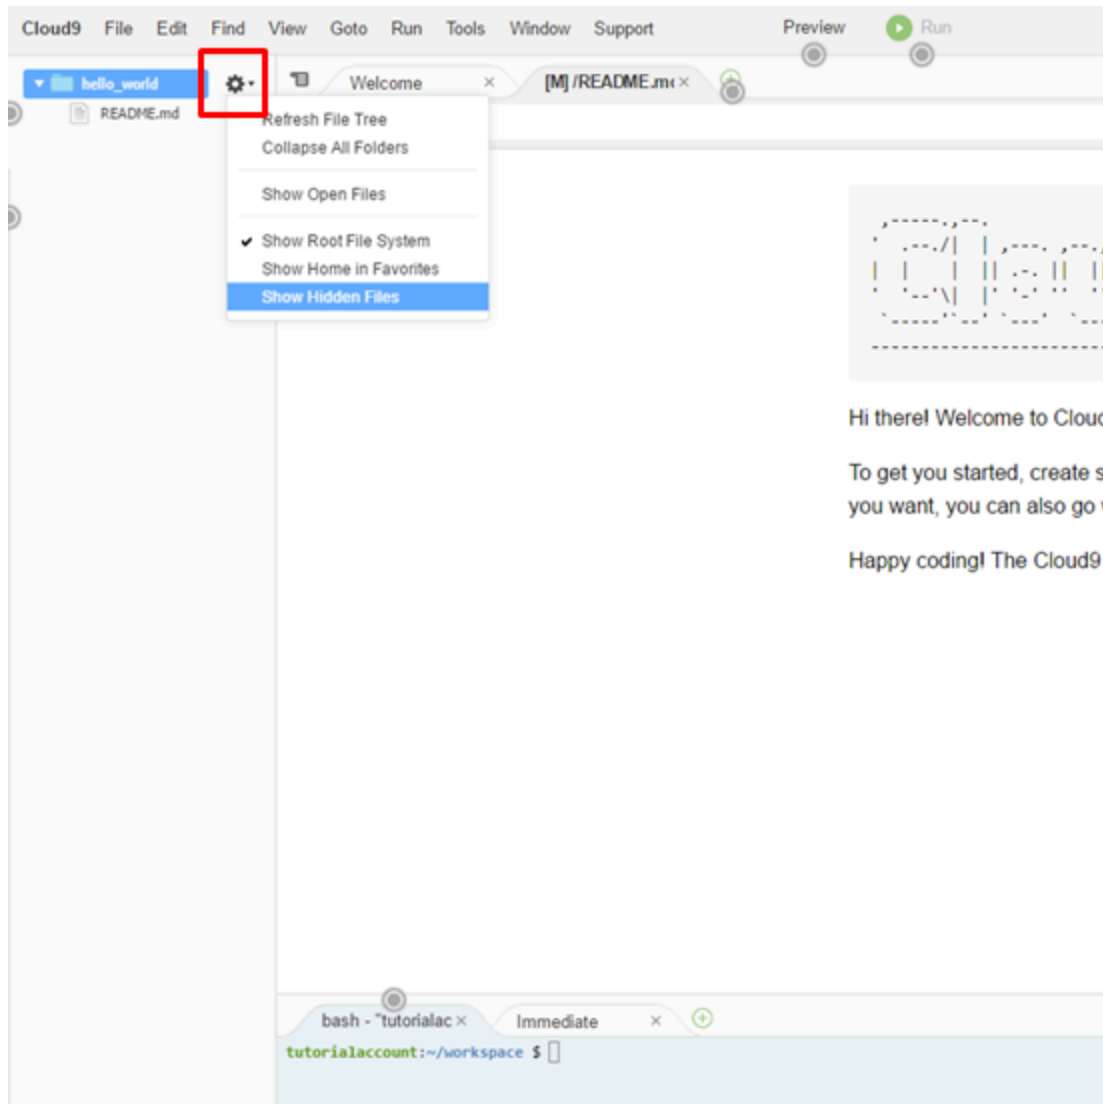 Cloud9 File Edit Find View Goto Run Tools Window Support Preview Run
hello_world
Welcome
[M] /README.m
README.md
Refresh File Tree
Collapse All Folders
Show Open Files
Show Root File System
Show Home in Favorites
Show Hidden Files
Hi there! Welcome to Cloud
To get you started, create s
you want, you can also go
Happy coding! The Cloud9
bash - "tutorialac
Immediate
tutorialaccount:~/workspace $